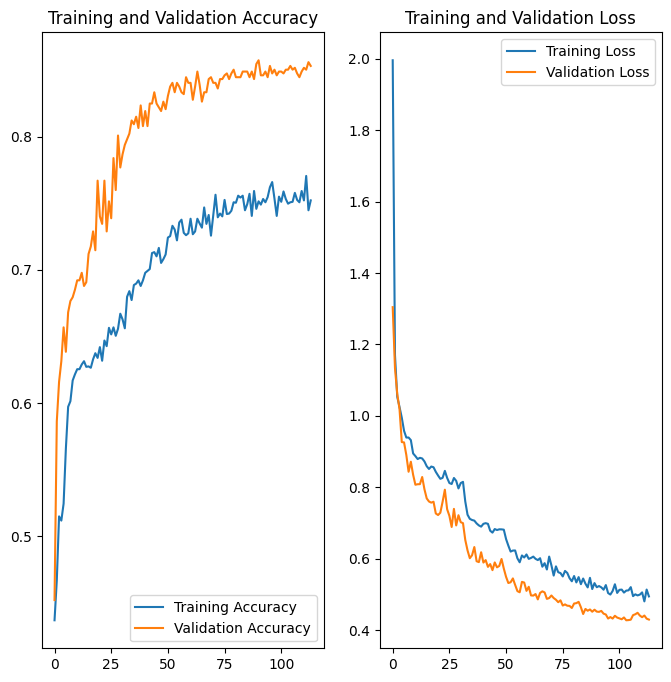 Training and Validation Accuracy
0.8
0.7
0.6
0.5
Training Accuracy
Validation Accuracy
0 25 50 75 100
Training and Validation Loss
Training Loss
Validation Loss
2.0
1.8
1.6
1.4
1.2
1.0
0.8
0.6
0.4
0 25 50 75 100